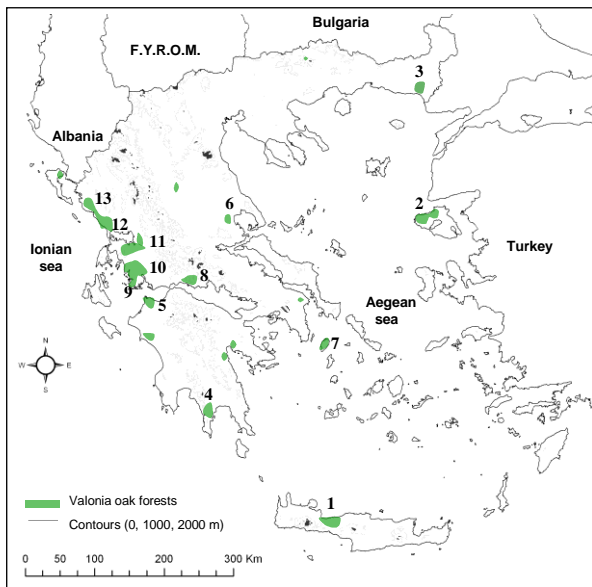 Bulgaria
F.Y.R.O.M.
3
Albania
13
12
6
2
11
Ionian
sea
10
8
Turkey
9
5
Aegean
sea
7
N
W E
S
4
1
Valonia oak forests
Contours (0, 1000, 2000 m)
0 50 100 200 300 Km